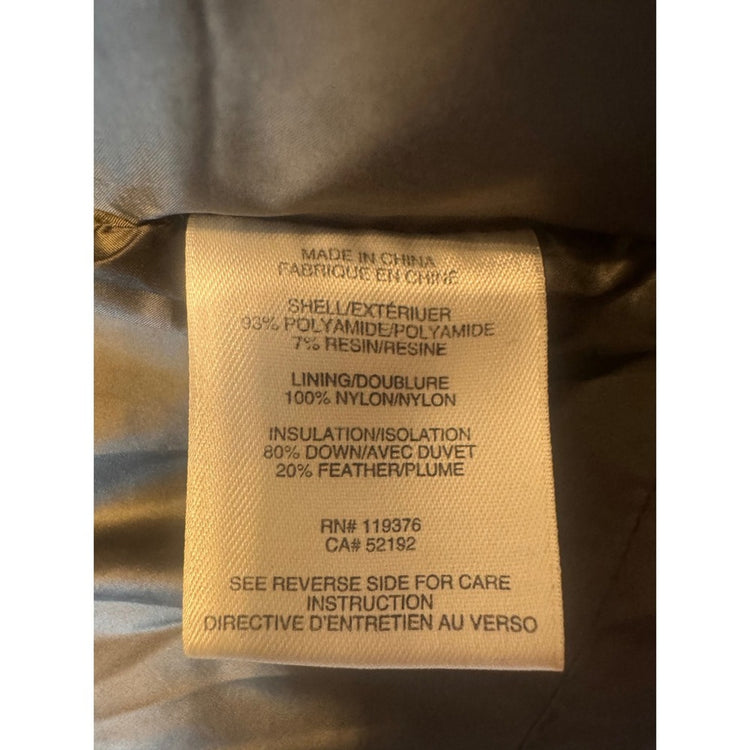 MADE IN CHINA
FABRIQUE EN CHINE
SHELL/EXTÉRIUER
93% POLYAMIDE/POLYAMIDE
7% RESIN/RESINE
LINING/DOUBLURE
100% NYLON/NYLON
INSULATION/ISOLATION
80% DOWN/AVEC DUVET
20% FEATHER/PLUME
RN# 119376
CA# 52192
SEE REVERSE SIDE FOR CARE
INSTRUCTION
DIRECTIVE D'ENTRETIEN AU VERSO